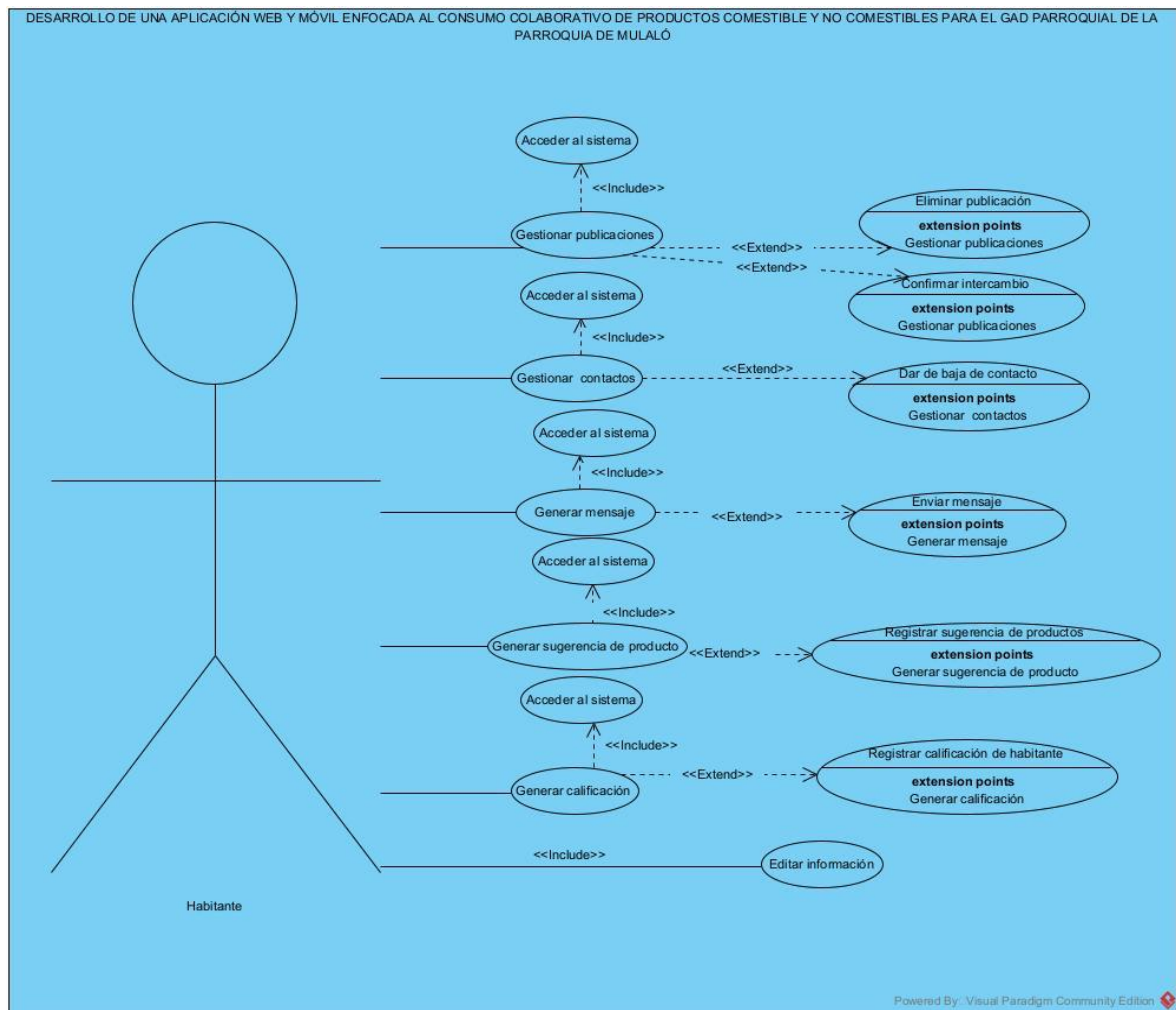 DESARROLLO DE UNA APLICACIÓN WEB Y MÓVIL ENFOCADA AL CONSUMO COLABORATIVO DE PRODUCTOS COMESTIBLE Y NO COMESTIBLES PARA EL GAD PARROQUIAL DE LA
PARROQUIA DE MULALÓ
Acceder al sistema
<<Include>>
Gestionar publicaciones
<<Extend>>
<<Extend>>
Eliminar publicación
extension points
Gestionar publicaciones
Confirmar intercambio
extension points
Gestionar publicaciones
Acceder al sistema
<<Include>>
Gestionar  contactos
<<Extend>>
Dar de baja de contacto
extension points
Gestionar  contactos
Acceder al sistema
<<Include>>
Generar mensaje
<<Extend>>
Enviar mensaje
extension points
Generar mensaje
Acceder al sistema
<<Include>>
Generar sugerencia de producto
<<Extend>>
Registrar sugerencia de productos
extension points
Generar sugerencia de producto
Acceder al sistema
<<Include>>
Generar calificación
<<Extend>>
Registrar calificación de habitante
extension points
Generar calificación
<<Include>>
Editar información
Habitante
Powered By: Visual Paradigm Community Edition